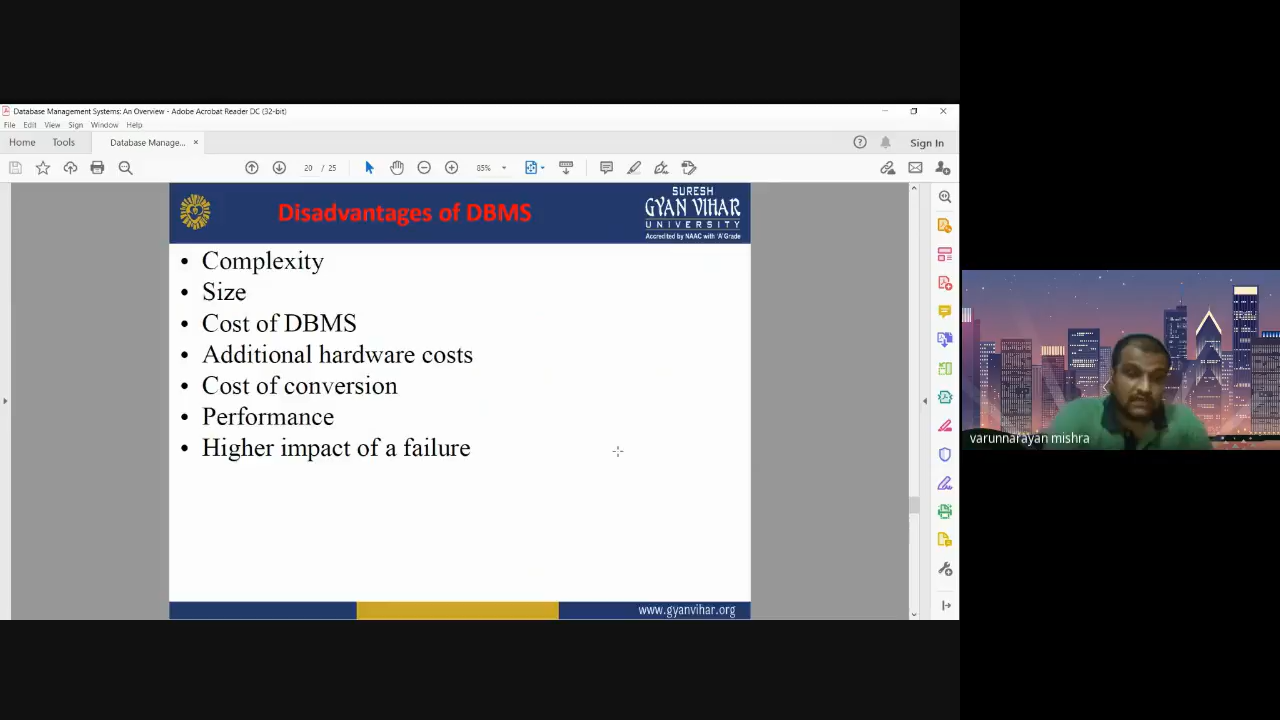 Database Management Systems: An Overview - Adobe Acrobat Reader DC (32-bit)
File Edit View Sign Window Help
Home Tools Database Manage... × Sign In
20 / 25 85%
Disadvantages of DBMS
SURESH
GYAN VIHAR
UNIVERSITY
Accredited by NAAC with 'A' Grade
• Complexity
• Size
• Cost of DBMS
• Additional hardware costs
• Cost of conversion
• Performance
• Higher impact of a failure
www.gyanvihar.org
varunnarayan mishra